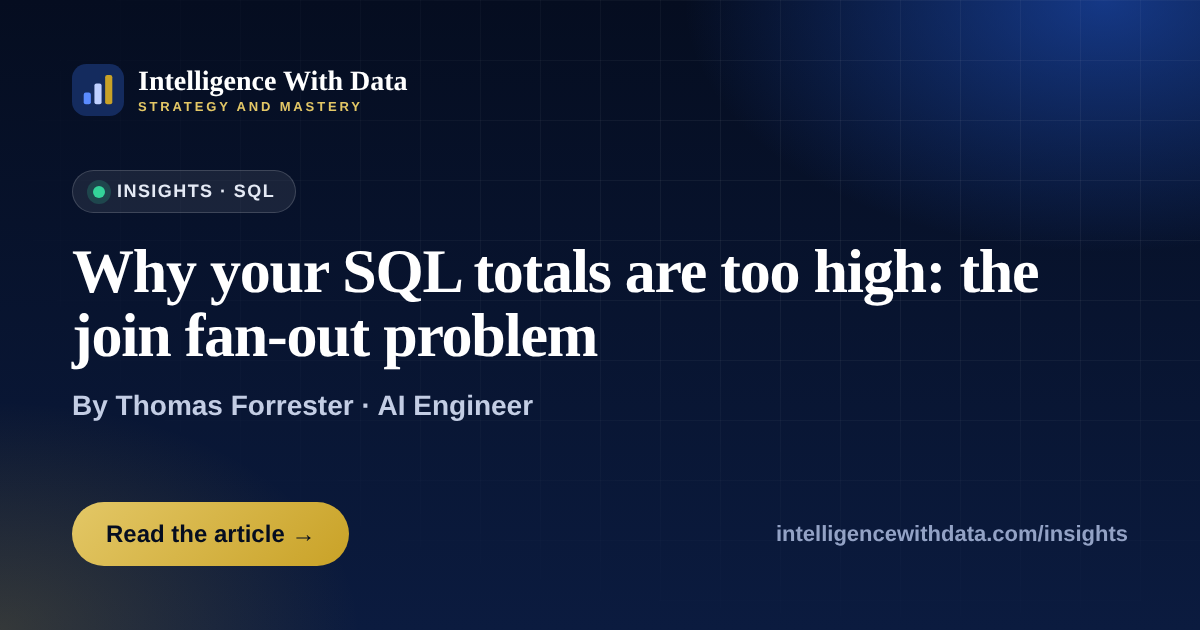 Intelligence With Data
STRATEGY AND MASTERY
INSIGHTS · SQL
Why your SQL totals are too high: the
join fan-out problem
By Thomas Forrester · AI Engineer
Read the article →
intelligencewithdata.com/insights